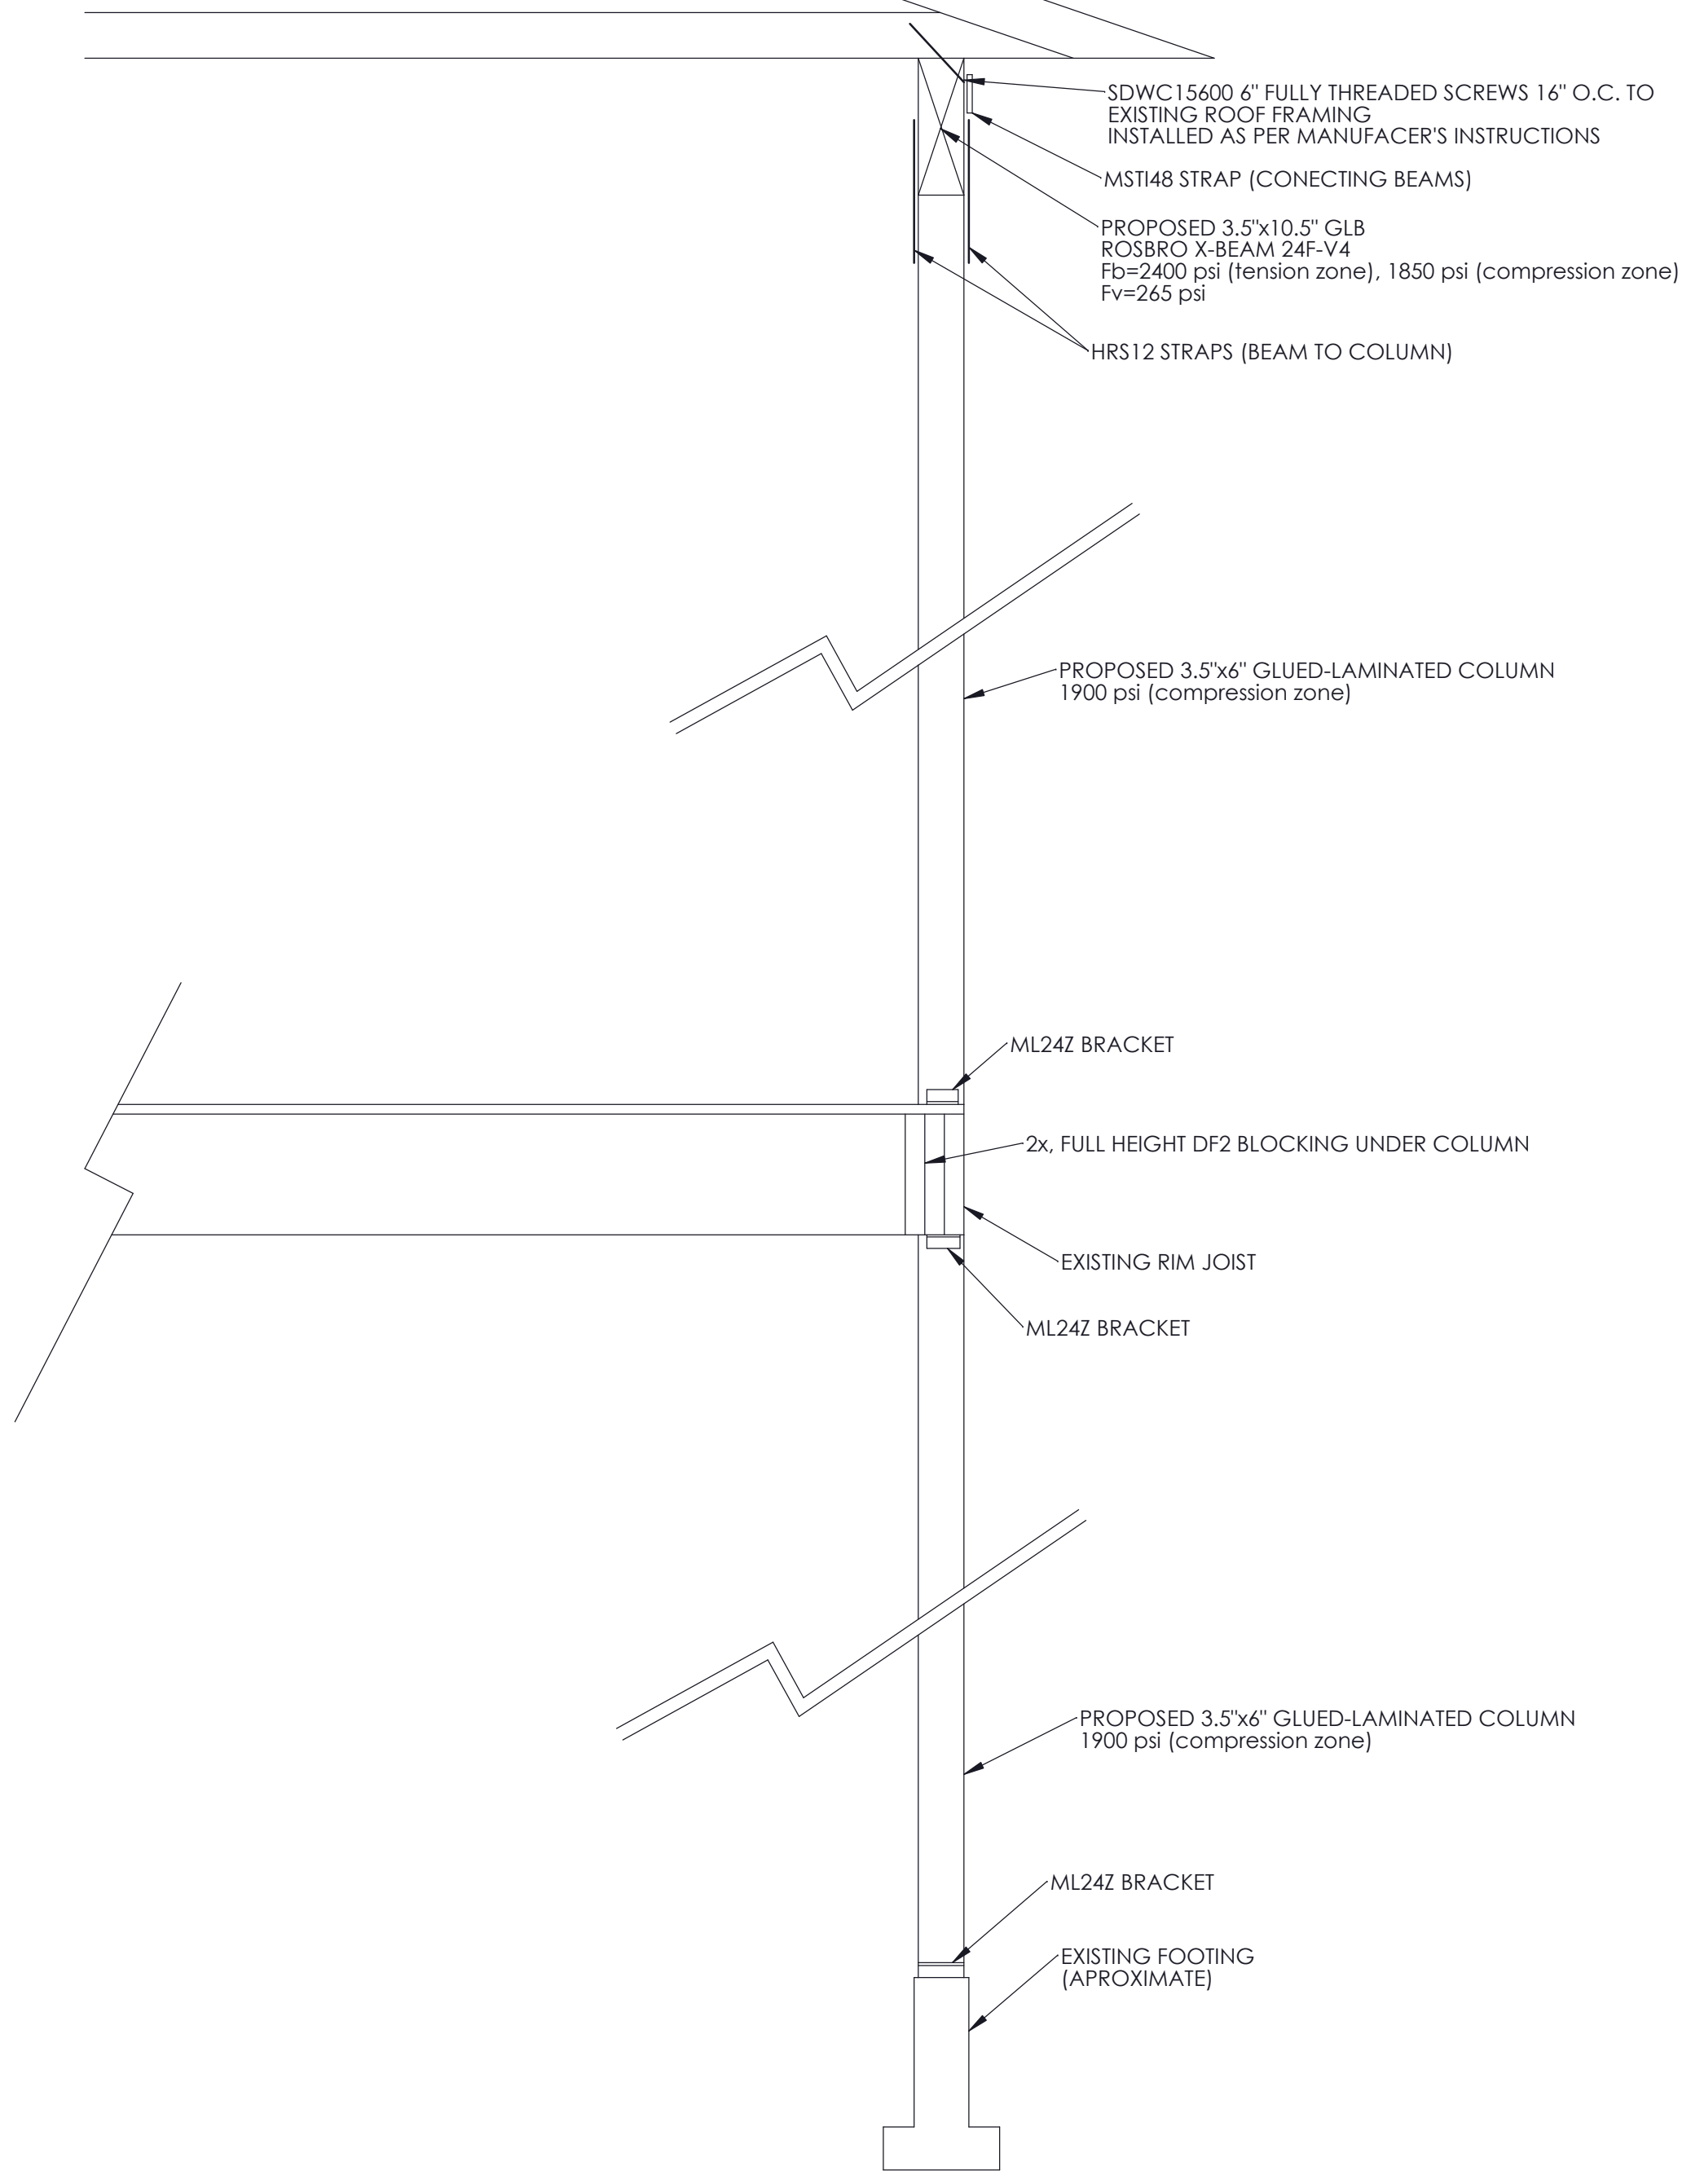 SDWC15600 6" FULLY THREADED SCREWS 16" O.C. TO
EXISTING ROOF FRAMING
INSTALLED AS PER MANUFACER'S INSTRUCTIONS
MSTI48 STRAP (CONECTING BEAMS)
PROPOSED 3.5"x10.5" GLB
ROSBRO X-BEAM 24F-V4
Fb=2400 psi (tension zone), 1850 psi (compression zone)
Fv=265 psi
HRS12 STRAPS (BEAM TO COLUMN)
PROPOSED 3.5"x6" GLUED-LAMINATED COLUMN
1900 psi (compression zone)
ML24Z BRACKET
2x, FULL HEIGHT DF2 BLOCKING UNDER COLUMN
EXISTING RIM JOIST
ML24Z BRACKET
PROPOSED 3.5"x6" GLUED-LAMINATED COLUMN
1900 psi (compression zone)
ML24Z BRACKET
EXISTING FOOTING
(APROXIMATE)